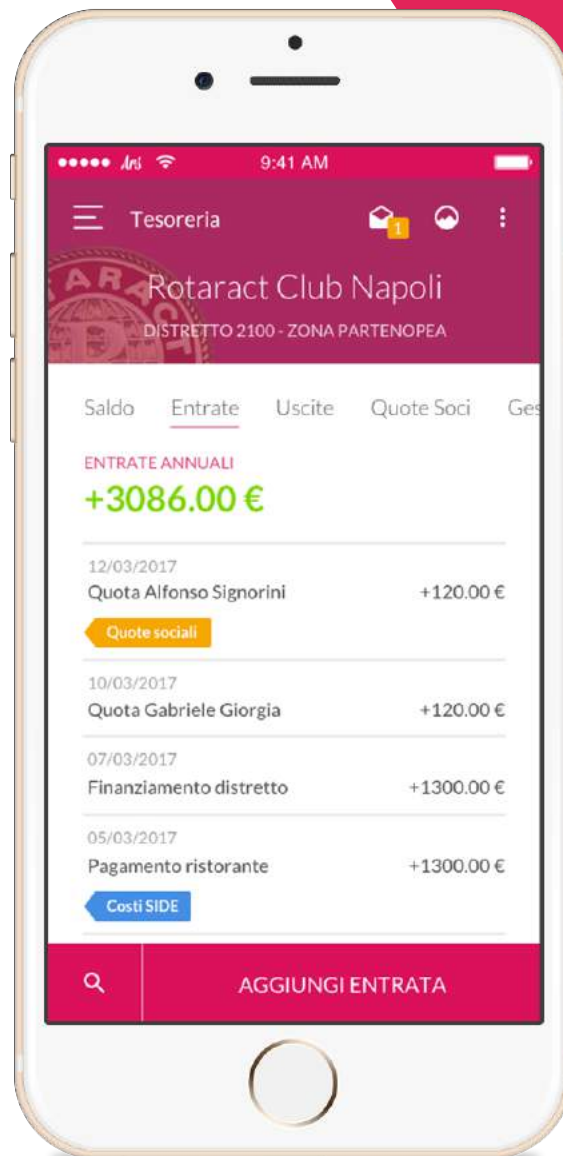 Ars 9:41 AM
Tesoreria 1
Rotaract Club Napoli
DISTRETTO 2100 - ZONA PARTENOPEA
Saldo Entrate Uscite Quote Soci Ges
ENTRATE ANNUALI
+3086.00 €
12/03/2017
Quota Alfonso Signorini +120.00 €
Quote sociali
10/03/2017
Quota Gabriele Giorgia +120.00 €
07/03/2017
Finanziamento distretto +1300.00 €
05/03/2017
Pagamento ristorante +1300.00 €
Costi SIDE
AGGIUNGI ENTRATA